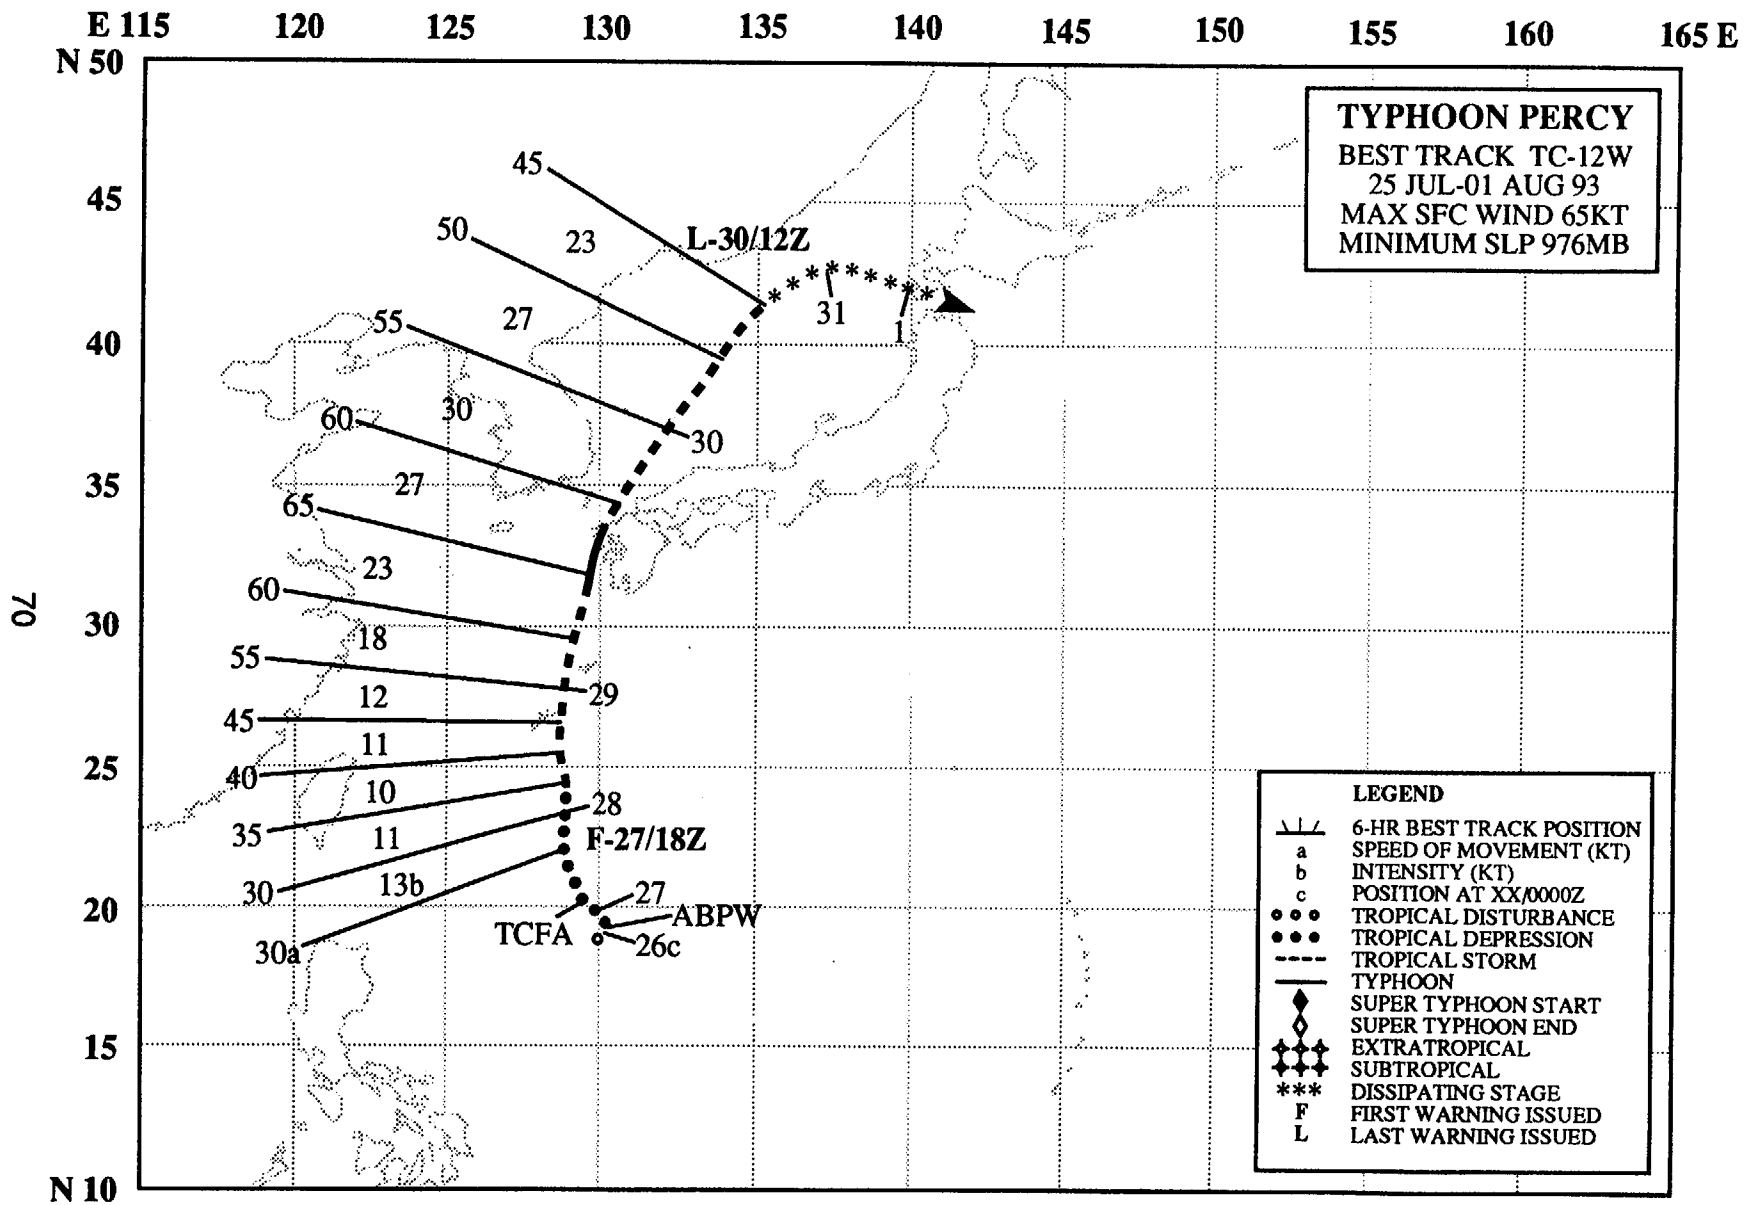 E 115 120 125 130 135 140 145 150 155 160 165 E
N 50
TYPHOON PERCY
BEST TRACK TC-12W
25 JUL-01 AUG 93
MAX SFC WIND 65KT
MINIMUM SLP 976MB
45
45
50
23
L-30/12Z
31
1
27
55
40
30
60
30
35
27
65
23
70
60
30
18
55
29
12
45
11
25
40
10
28
35
11
F-27/18Z
13b
30
27
20
ABPW
TCFA
26c
30a
15
N 10
LEGEND
6-HR BEST TRACK POSITION
a SPEED OF MOVEMENT (KT)
b INTENSITY (KT)
c POSITION AT XX/0000Z
TROPICAL DISTURBANCE
TROPICAL DEPRESSION
TROPICAL STORM
TYPHOON
SUPER TYPHOON START
SUPER TYPHOON END
EXTRATROPICAL
SUBTROPICAL
*** DISSIPATING STAGE
F FIRST WARNING ISSUED
L LAST WARNING ISSUED